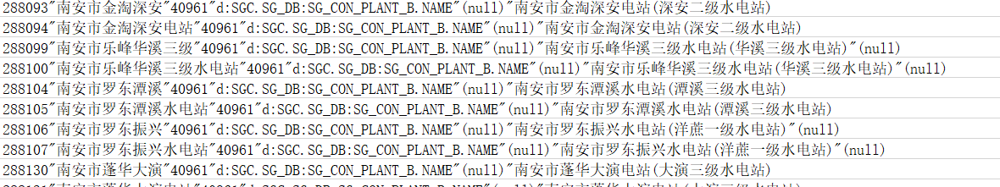 288093"南安市金淘深安"40961"d:SGC.SG_DB:SG_CON_PLANT_B.NAME"(null)"南安市金淘深安电站(深安二级水电站)
288094"南安市金淘深安电站"40961"d:SGC.SG_DB:SG_CON_PLANT_B.NAME"(null)"南安市金淘深安电站(深安二级水电站)
288099"南安市乐峰华溪三级"40961"d:SGC.SG_DB:SG_CON_PLANT_B.NAME"(null)"南安市乐峰华溪三级水电站(华溪三级水电站)"(null)
288100"南安市乐峰华溪三级水电站"40961"d:SGC.SG_DB:SG_CON_PLANT_B.NAME"(null)"南安市乐峰华溪三级水电站(华溪三级水电站)"(null)
288104"南安市罗东潭溪"40961"d:SGC.SG_DB:SG_CON_PLANT_B.NAME"(null)"南安市罗东潭溪水电站(潭溪三级水电站)
288105"南安市罗东潭溪水电站"40961"d:SGC.SG_DB:SG_CON_PLANT_B.NAME"(null)"南安市罗东潭溪水电站(潭溪三级水电站)
288106"南安市罗东振兴"40961"d:SGC.SG_DB:SG_CON_PLANT_B.NAME"(null)"南安市罗东振兴水电站(洋蔗一级水电站)"(null)
288107"南安市罗东振兴水电站"40961"d:SGC.SG_DB:SG_CON_PLANT_B.NAME"(null)"南安市罗东振兴水电站(洋蔗一级水电站)"(null)
288130"南安市蓬华大演"40961"d:SGC.SG_DB:SG_CON_PLANT_B.NAME"(null)"南安市蓬华大演电站(大演三级水电站)